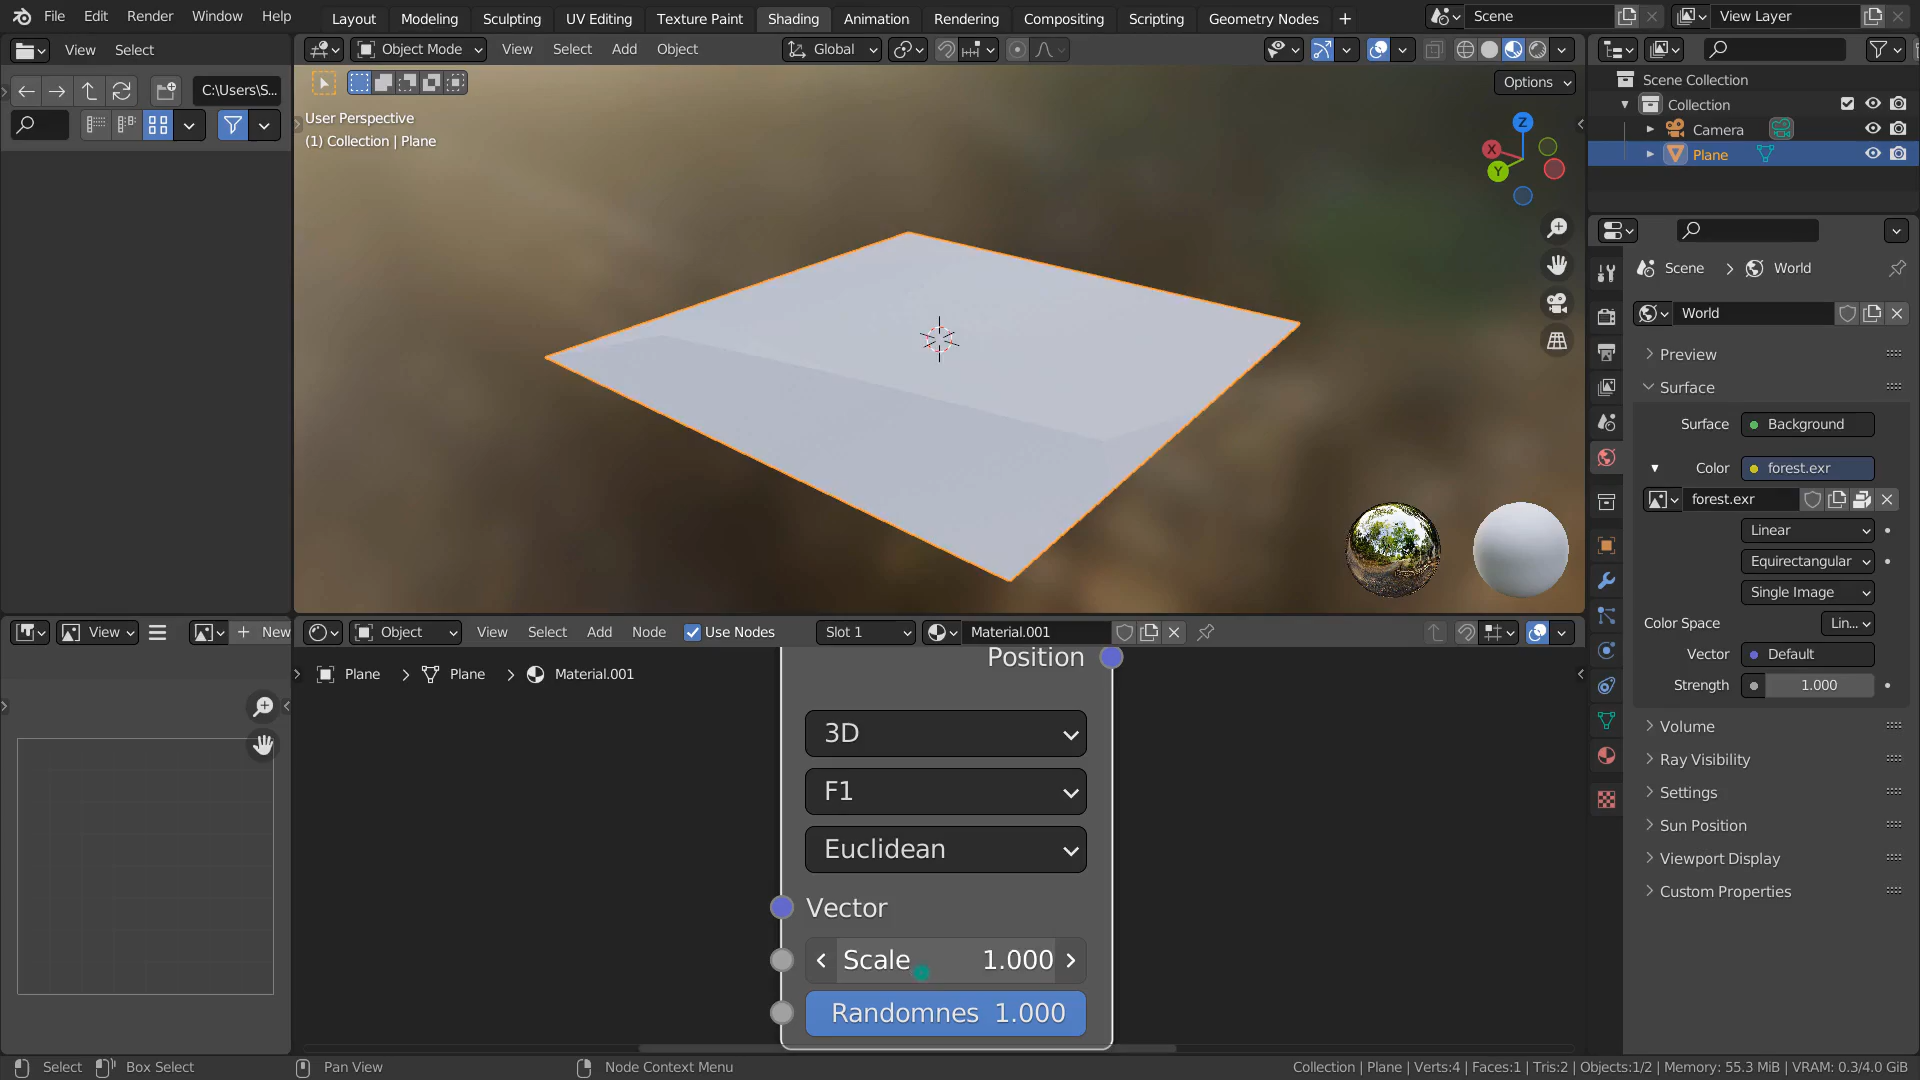 File Edit Render Window Help
Layout Modeling Sculpting UV Editing Texture Paint Shading Animation Rendering Compositing Scripting Geometry Nodes +
Scene
View Layer
View Select
Object Mode View Select Add Object
Global
C:\Users\S...
Options
User Perspective
(1) Collection | Plane
Z
X
Y
Scene Collection
Collection
Camera
Plane
Scene > World
World
Preview
Surface
Surface Background
Color forest.exr
forest.exr
Linear
Equirectangular
Single Image
Color Space Lin...
Vector Default
Strength 1.000
Volume
Ray Visibility
Settings
Sun Position
Viewport Display
Custom Properties
View + New
Object View Select Add Node Use Nodes Slot 1 Material.001
Plane > Plane > Material.001
Position
3D
F1
Euclidean
Vector
Scale 1.000
Randomnes 1.000
Select Box Select Pan View Node Context Menu
Collection | Plane | Verts:4 | Faces:1 | Tris:2 | Objects:1/2 | Memory: 55.3 MiB | VRAM: 0.3/4.0 GiB